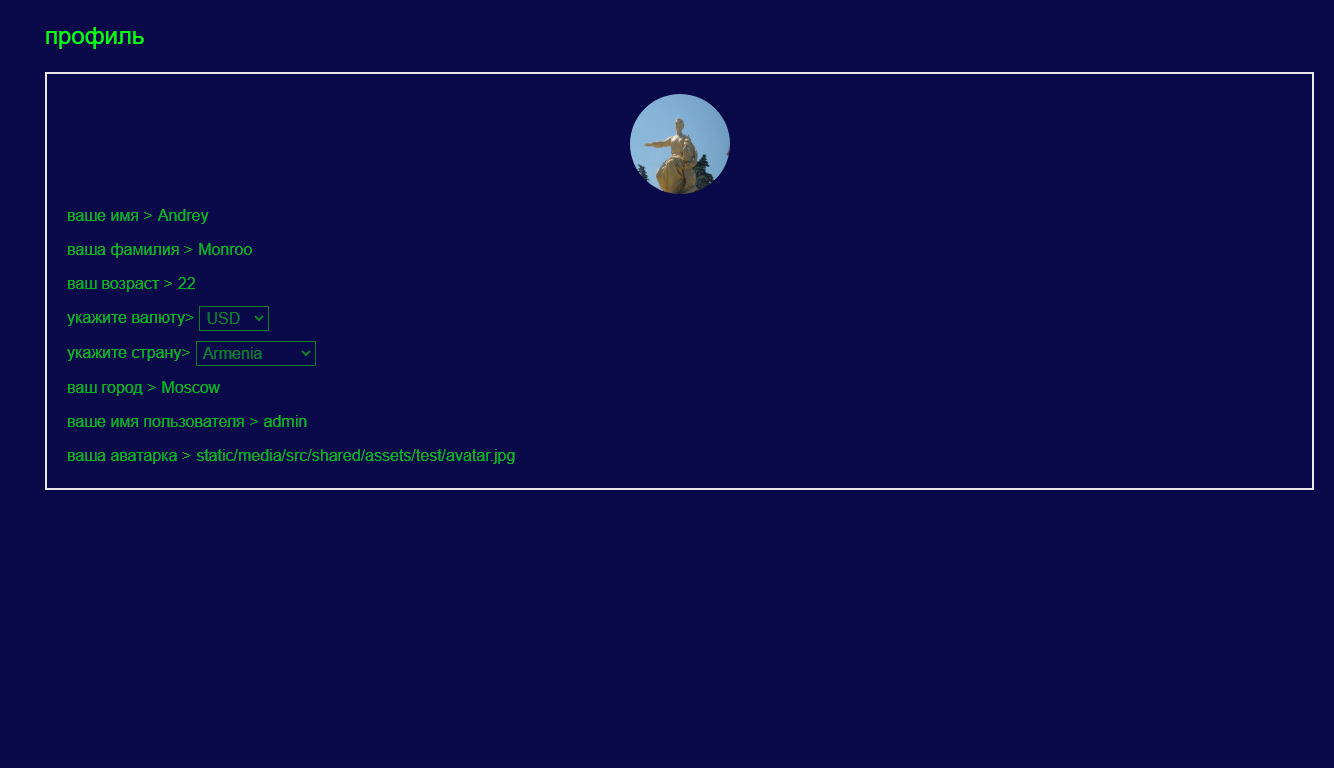 профиль
ваше имя > Andrey
ваша фамилия > Monroo
ваш возраст > 22
укажите валюту> USD
укажите страну> Armenia
ваш город > Moscow
ваше имя пользователя > admin
ваша аватарка > static/media/src/shared/assets/test/avatar.jpg